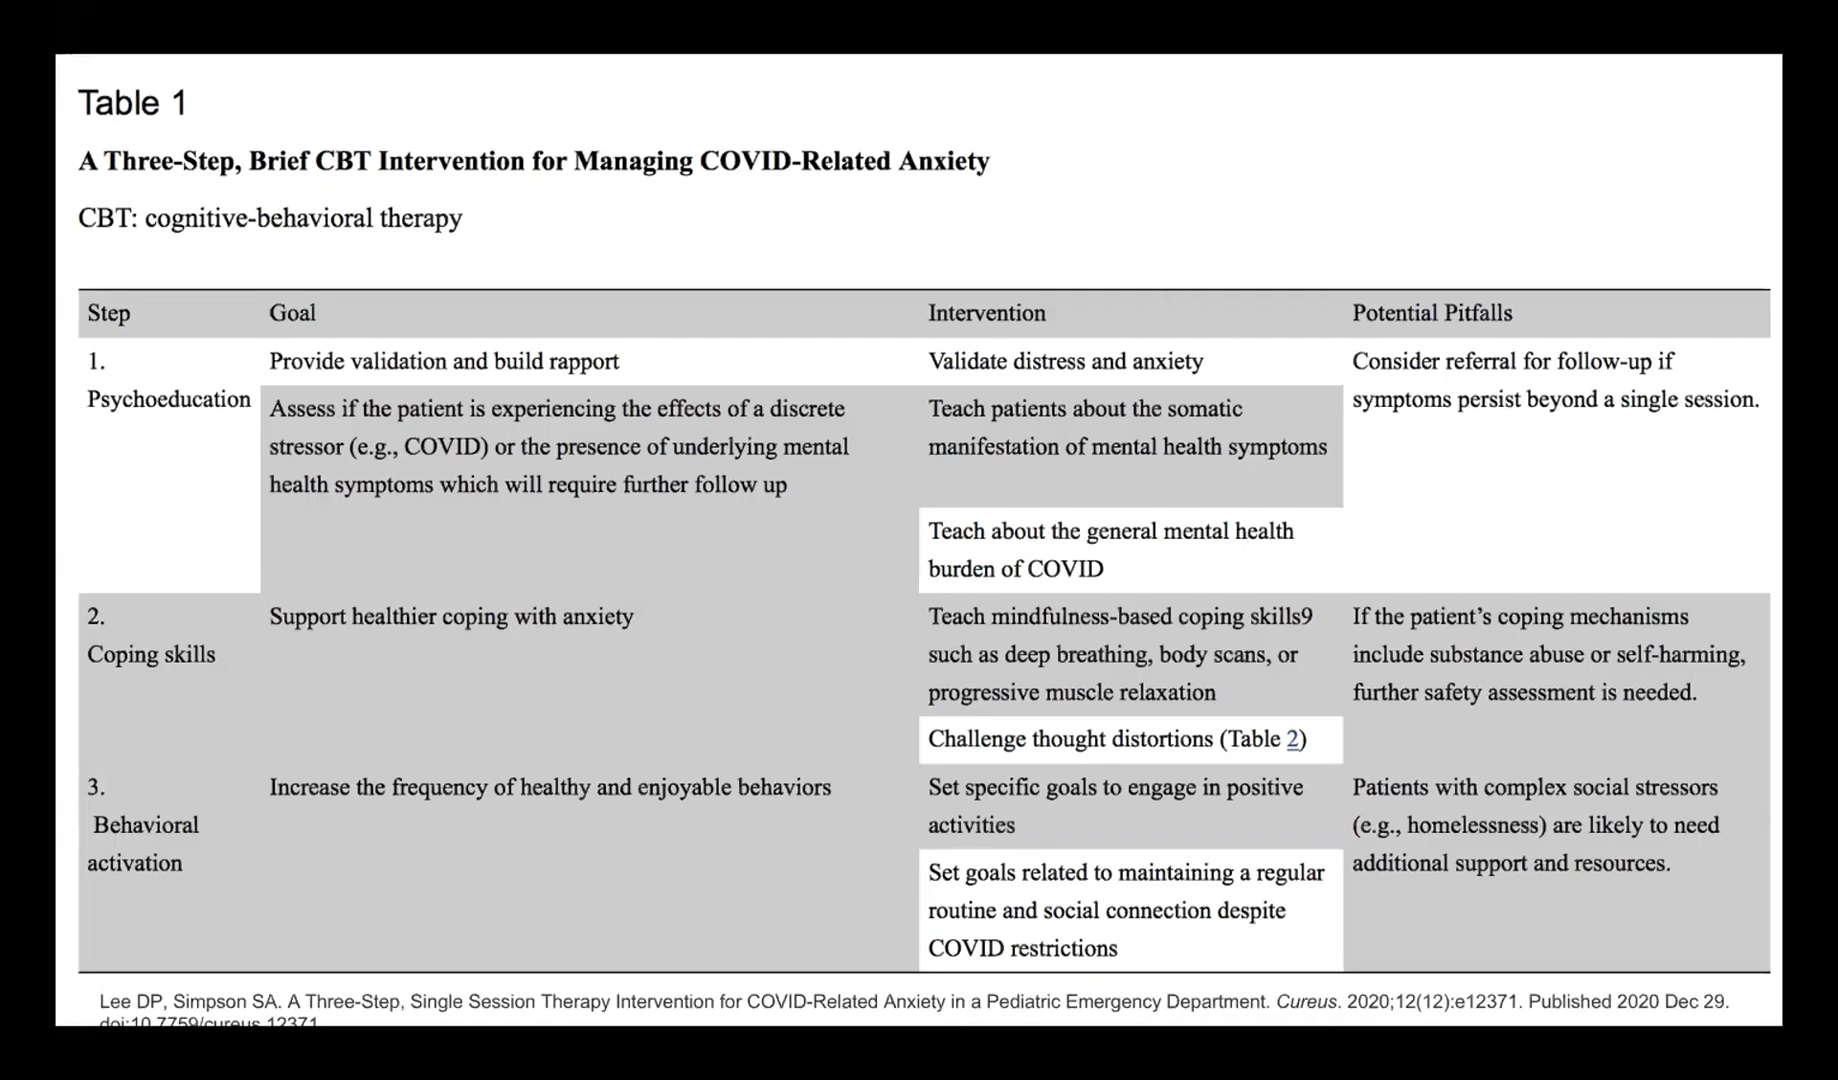 Table 1
A Three-Step, Brief CBT Intervention for Managing COVID-Related Anxiety
CBT: cognitive-behavioral therapy
Step Goal Intervention Potential Pitfalls
1.
Psychoeducation
Provide validation and build rapport
Assess if the patient is experiencing the effects of a discrete
stressor (e.g., COVID) or the presence of underlying mental
health symptoms which will require further follow up
Validate distress and anxiety
Teach patients about the somatic
manifestation of mental health symptoms
Teach about the general mental health
burden of COVID
Consider referral for follow-up if
symptoms persist beyond a single session.
2.
Coping skills
Support healthier coping with anxiety
Teach mindfulness-based coping skills9
such as deep breathing, body scans, or
progressive muscle relaxation
Challenge thought distortions (Table 2)
If the patient’s coping mechanisms
include substance abuse or self-harming,
further safety assessment is needed.
3.
Behavioral
activation
Increase the frequency of healthy and enjoyable behaviors
Set specific goals to engage in positive
activities
Set goals related to maintaining a regular
routine and social connection despite
COVID restrictions
Patients with complex social stressors
(e.g., homelessness) are likely to need
additional support and resources.
Lee DP, Simpson SA. A Three-Step, Single Session Therapy Intervention for COVID-Related Anxiety in a Pediatric Emergency Department. Cureus. 2020;12(12):e12371. Published 2020 Dec 29.
doi:10.7759/cureus.12371